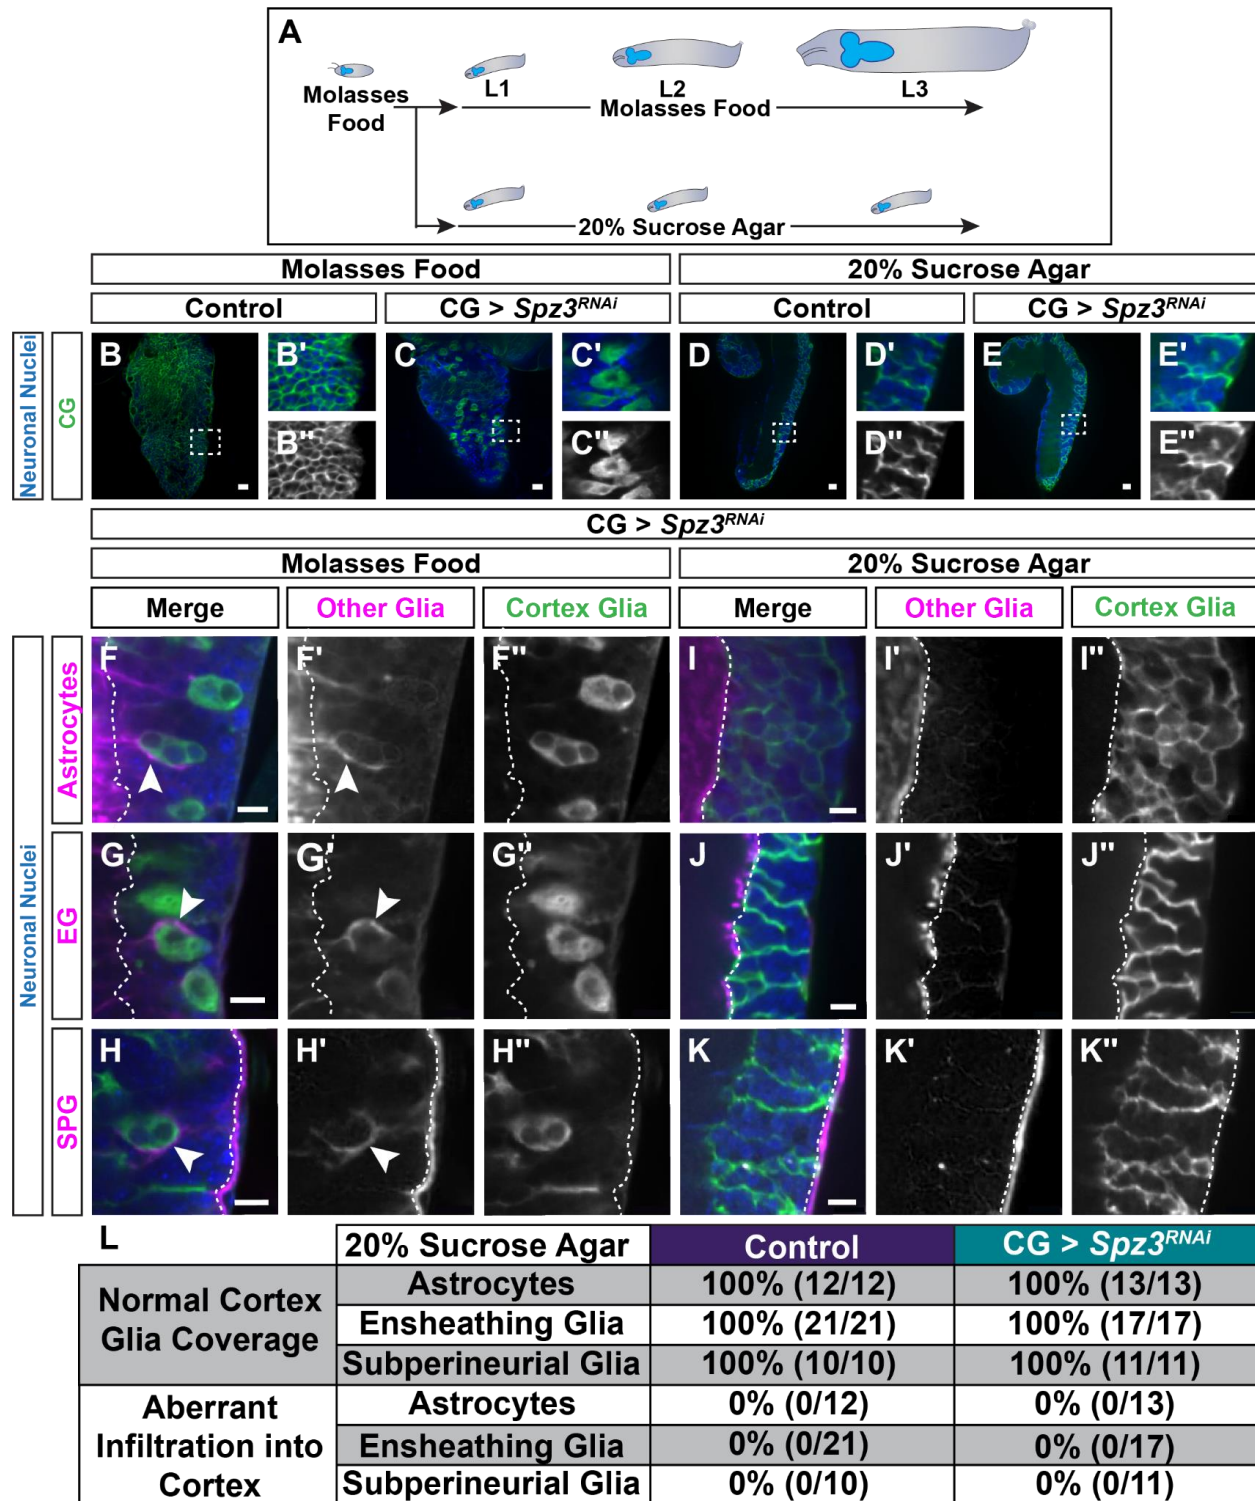 A
Molasses
Food
L1
L2
L3
Molasses Food
20% Sucrose Agar
Molasses Food
20% Sucrose Agar
Control
CG > Spz3RNAi
Control
CG > Spz3RNAi
Neuronal Nuclei
CG
B
B'
B"
C
C'
C"
D
D'
D"
E
E'
E"
CG > Spz3RNAi
Molasses Food
20% Sucrose Agar
Merge
Other Glia
Cortex Glia
Merge
Other Glia
Cortex Glia
Neuronal Nuclei
Astrocytes
F
F'
F"
I
I'
I"
EG
G
G'
G"
J
J'
J"
SPG
H
H'
H"
K
K'
K"
L
20% Sucrose Agar
Control
CG > Spz3RNAi
Normal Cortex
Glia Coverage
Astrocytes
100% (12/12)
100% (13/13)
Ensheathing Glia
100% (21/21)
100% (17/17)
Subperineurial Glia
100% (10/10)
100% (11/11)
Aberrant
Infiltration into
Cortex
Astrocytes
0% (0/12)
0% (0/13)
Ensheathing Glia
0% (0/21)
0% (0/17)
Subperineurial Glia
0% (0/10)
0% (0/11)